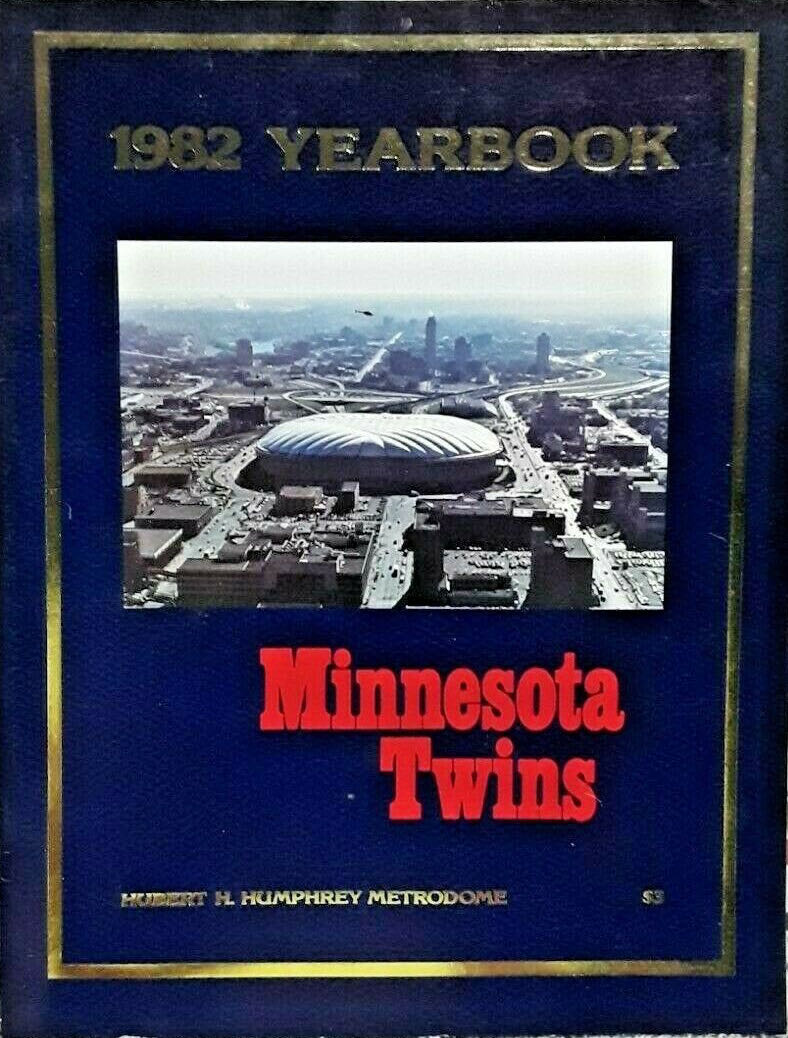 1982 YEARBOOK
Minnesota
Twins
HUBERT H. HUMPHREY METRODOME $3